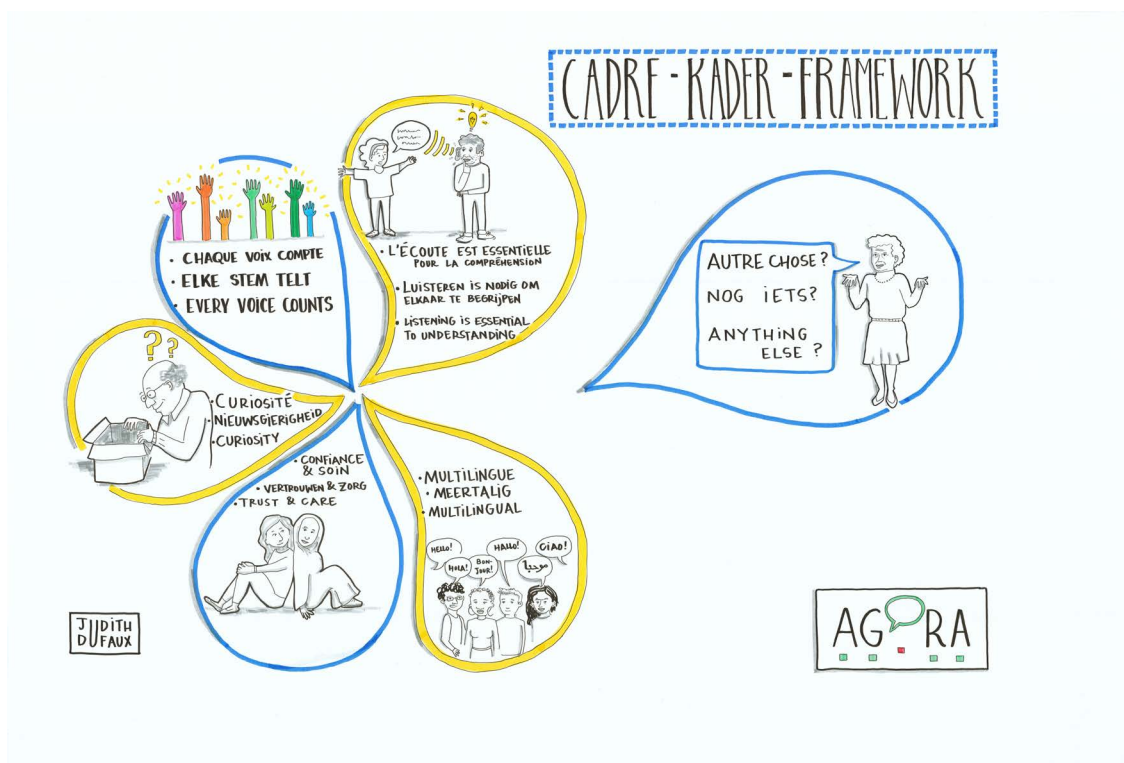 CADRE - KADER - FRAMEWORK
• CHAQUE VOIX COMPTE
• ELKE STEM TELT
• EVERY VOICE COUNTS
• L'ÉCOUTE EST ESSENTIELLE
POUR LA COMPRÉHENSION
• LUISTEREN IS NODIG OM
ELKAAR TE BEGRIJPEN
• LISTENING IS ESSENTIAL
TO UNDERSTANDING
AUTRE CHOSE?
NOG IETS?
ANYTHING
ELSE ?
? ?
• CURIOSITÉ
• NIEUWSGIERIGHEID
• CURIOSITY
• CONFIANCE
& SOIN
• VERTROUWEN & ZORG
• TRUST & CARE
• MULTILINGUE
• MEERTALIG
• MULTILINGUAL
HELLO!
HOLA!
BON-
JOUR!
HALLO!
CIAO!
JUDITH
DUFAUX
AGORA